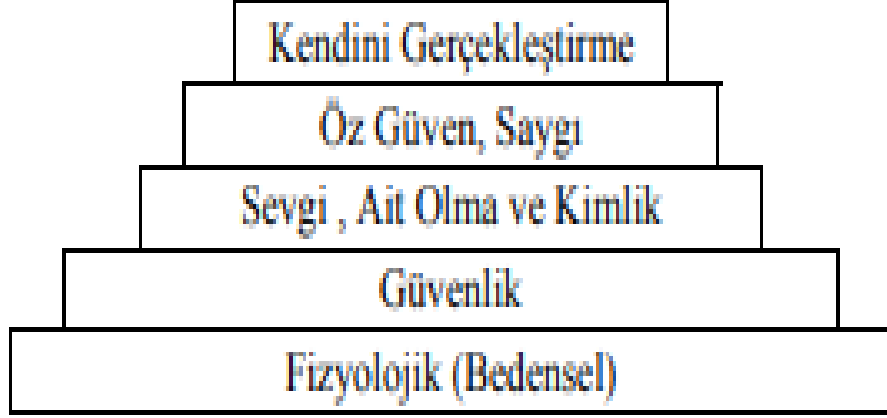 Kendini Gerçekleştirme
Öz Güven, Saygı
Sevgi , Ait Olma ve Kimlik
Güvenlik
Fizyolojik (Bedensel)